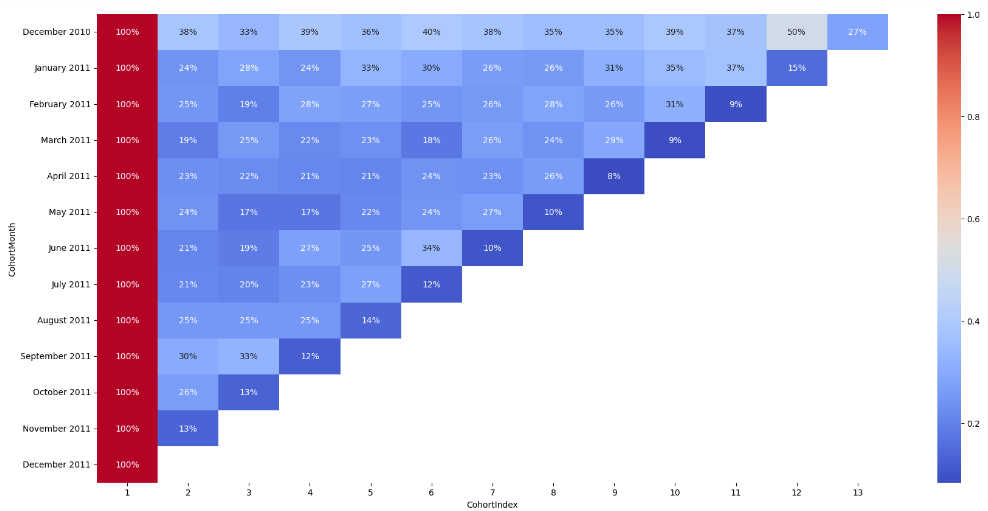 December 2010 100% 38% 33% 39% 36% 40% 38% 35% 35% 39% 37% 50% 27%
January 2011 100% 24% 28% 24% 33% 30% 26% 26% 31% 35% 37% 15%
February 2011 100% 25% 19% 28% 27% 25% 26% 28% 26% 31% 9%
March 2011 100% 19% 25% 22% 23% 18% 26% 24% 29% 9%
April 2011 100% 23% 22% 21% 21% 24% 23% 26% 8%
May 2011 100% 24% 17% 17% 22% 24% 27% 10%
June 2011 100% 21% 19% 27% 25% 34% 10%
July 2011 100% 21% 20% 23% 27% 12%
August 2011 100% 25% 25% 25% 14%
September 2011 100% 30% 33% 12%
October 2011 100% 26% 13%
November 2011 100% 13%
December 2011 100%
1 2 3 4 5 6 7 8 9 10 11 12 13
CohortIndex
CohortMonth
1.0
0.8
0.6
0.4
0.2